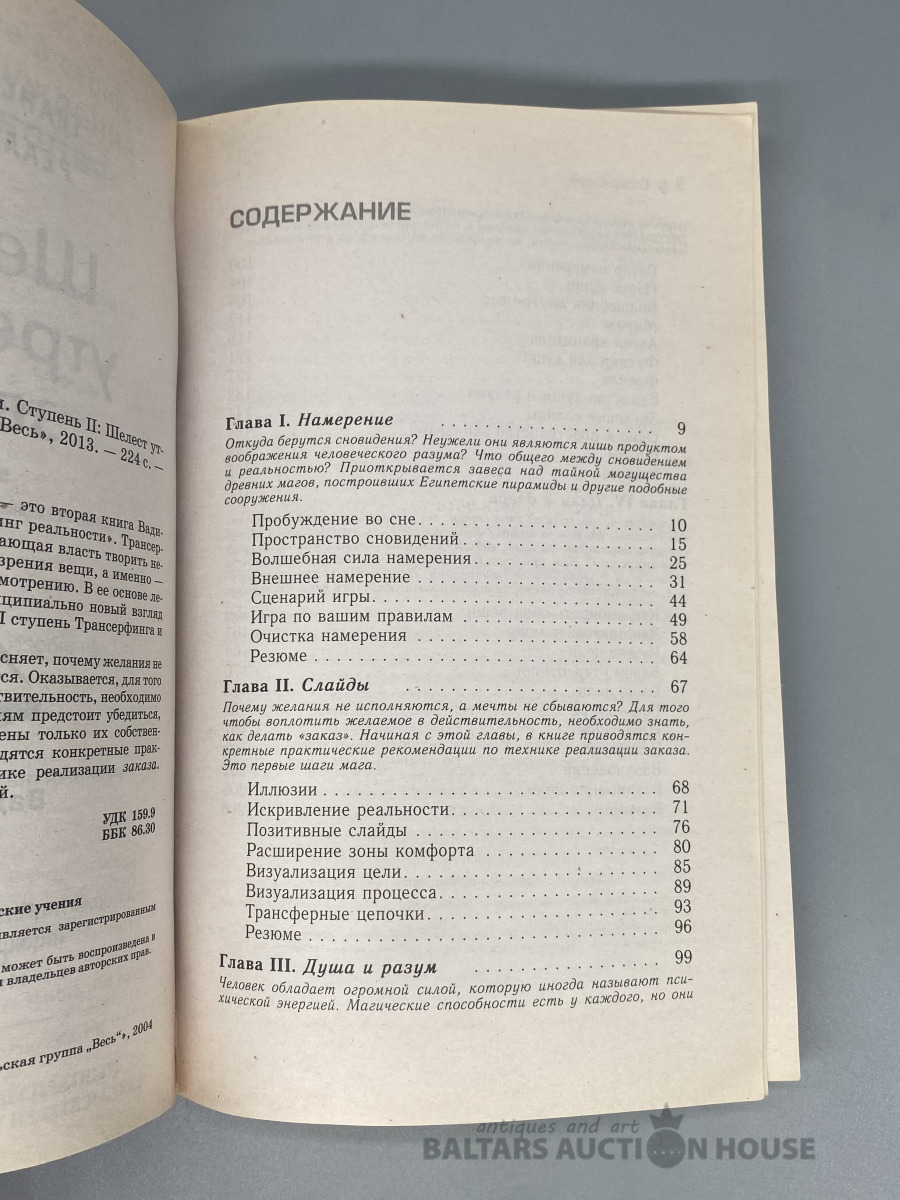 Ступень II: Шелест ут-
Весь», 2013. — 224 с. —
это вторая книга Вади-
нг реальности». Трансер-
ающая власть творить не-
зрения вещи, а именно —
мотрению. В ее основе ле-
ципиально новый взгляд
I ступень Трансерфинга и
сняет, почему желания не
тся. Оказывается, для того
твительность, необходимо
ям предстоит убедиться,
ены только их собствен-
дятся конкретные прак-
ике реализации заказа.
й.
УДК 159.9
ББК 86.30
ские учения
является зарегистрированным
может быть воспроизведена в
и владельцев авторских прав.
ская группа „Весь“», 2004
СОДЕРЖАНИЕ
Глава I. Намерение . . . . . . . . . . . . . . . . . . . 9
Откуда берутся сновидения? Неужели они являются лишь продуктом
воображения человеческого разума? Что общего между сновидением
и реальностью? Приоткрывается завеса над тайной могущества
древних магов, построивших Египетские пирамиды и другие подобные
сооружения.
Пробуждение во сне. . . . . . . . . . . . . . . . . . . 10
Пространство сновидений . . . . . . . . . . . . . . . . 15
Волшебная сила намерения. . . . . . . . . . . . . . . . 25
Внешнее намерение . . . . . . . . . . . . . . . . . . . 31
Сценарий игры. . . . . . . . . . . . . . . . . . . . . . 44
Игра по вашим правилам . . . . . . . . . . . . . . . . 49
Очистка намерения . . . . . . . . . . . . . . . . . . . 58
Резюме . . . . . . . . . . . . . . . . . . . . . . . . . 64
Глава II. Слайды . . . . . . . . . . . . . . . . . . . . 67
Почему желания не исполняются, а мечты не сбываются? Для того
чтобы воплотить желаемое в действительность, необходимо знать,
как делать «заказ». Начиная с этой главы, в книге приводятся кон-
кретные практические рекомендации по технике реализации заказа.
Это первые шаги мага.
Иллюзии . . . . . . . . . . . . . . . . . . . . . . . . 68
Искривление реальности. . . . . . . . . . . . . . . . . 71
Позитивные слайды . . . . . . . . . . . . . . . . . . . 76
Расширение зоны комфорта . . . . . . . . . . . . . . . 80
Визуализация цели. . . . . . . . . . . . . . . . . . . . 85
Визуализация процесса. . . . . . . . . . . . . . . . . . 89
Трансферные цепочки. . . . . . . . . . . . . . . . . . . 93
Резюме . . . . . . . . . . . . . . . . . . . . . . . . . 96
Глава III. Душа и разум . . . . . . . . . . . . . . . . 99
Человек обладает огромной силой, которую иногда называют пси-
хической энергией. Магические способности есть у каждого, но они
antiques and art
BALTARS AUCTION HOUSE